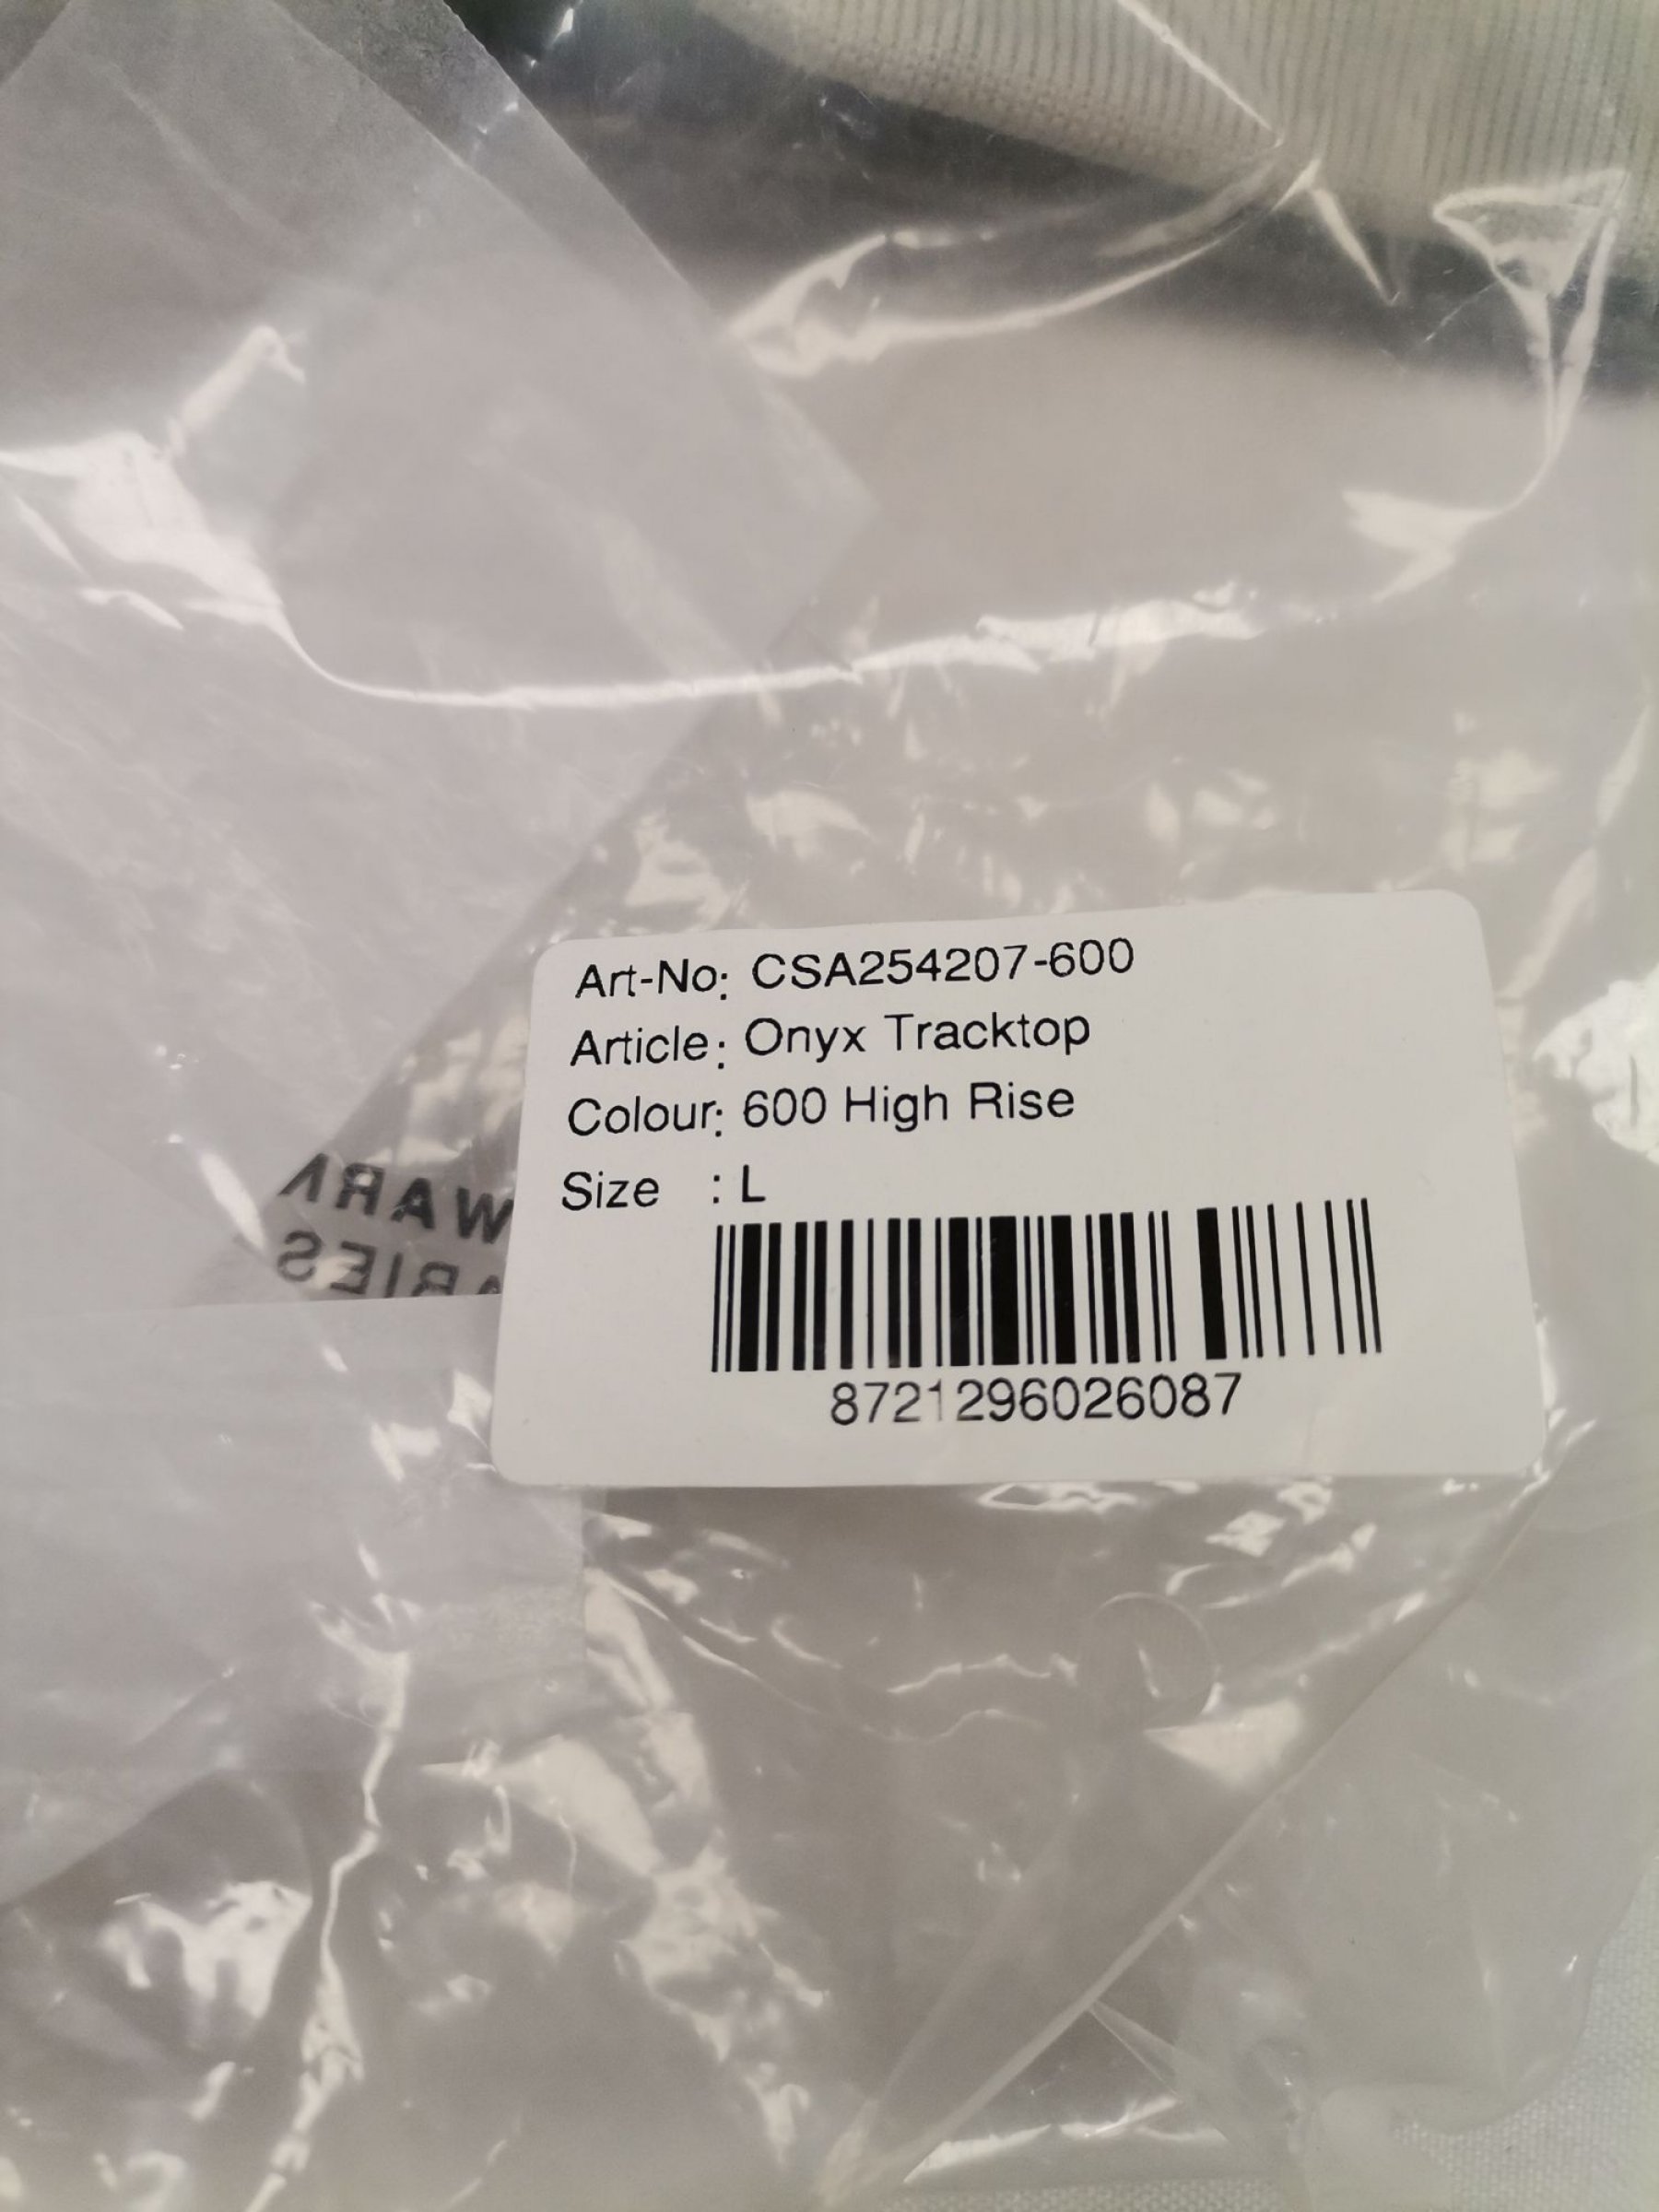 Art-No: CSA254207-600
Article: Onyx Tracktop
Colour: 600 High Rise
Size : L
8721296026087